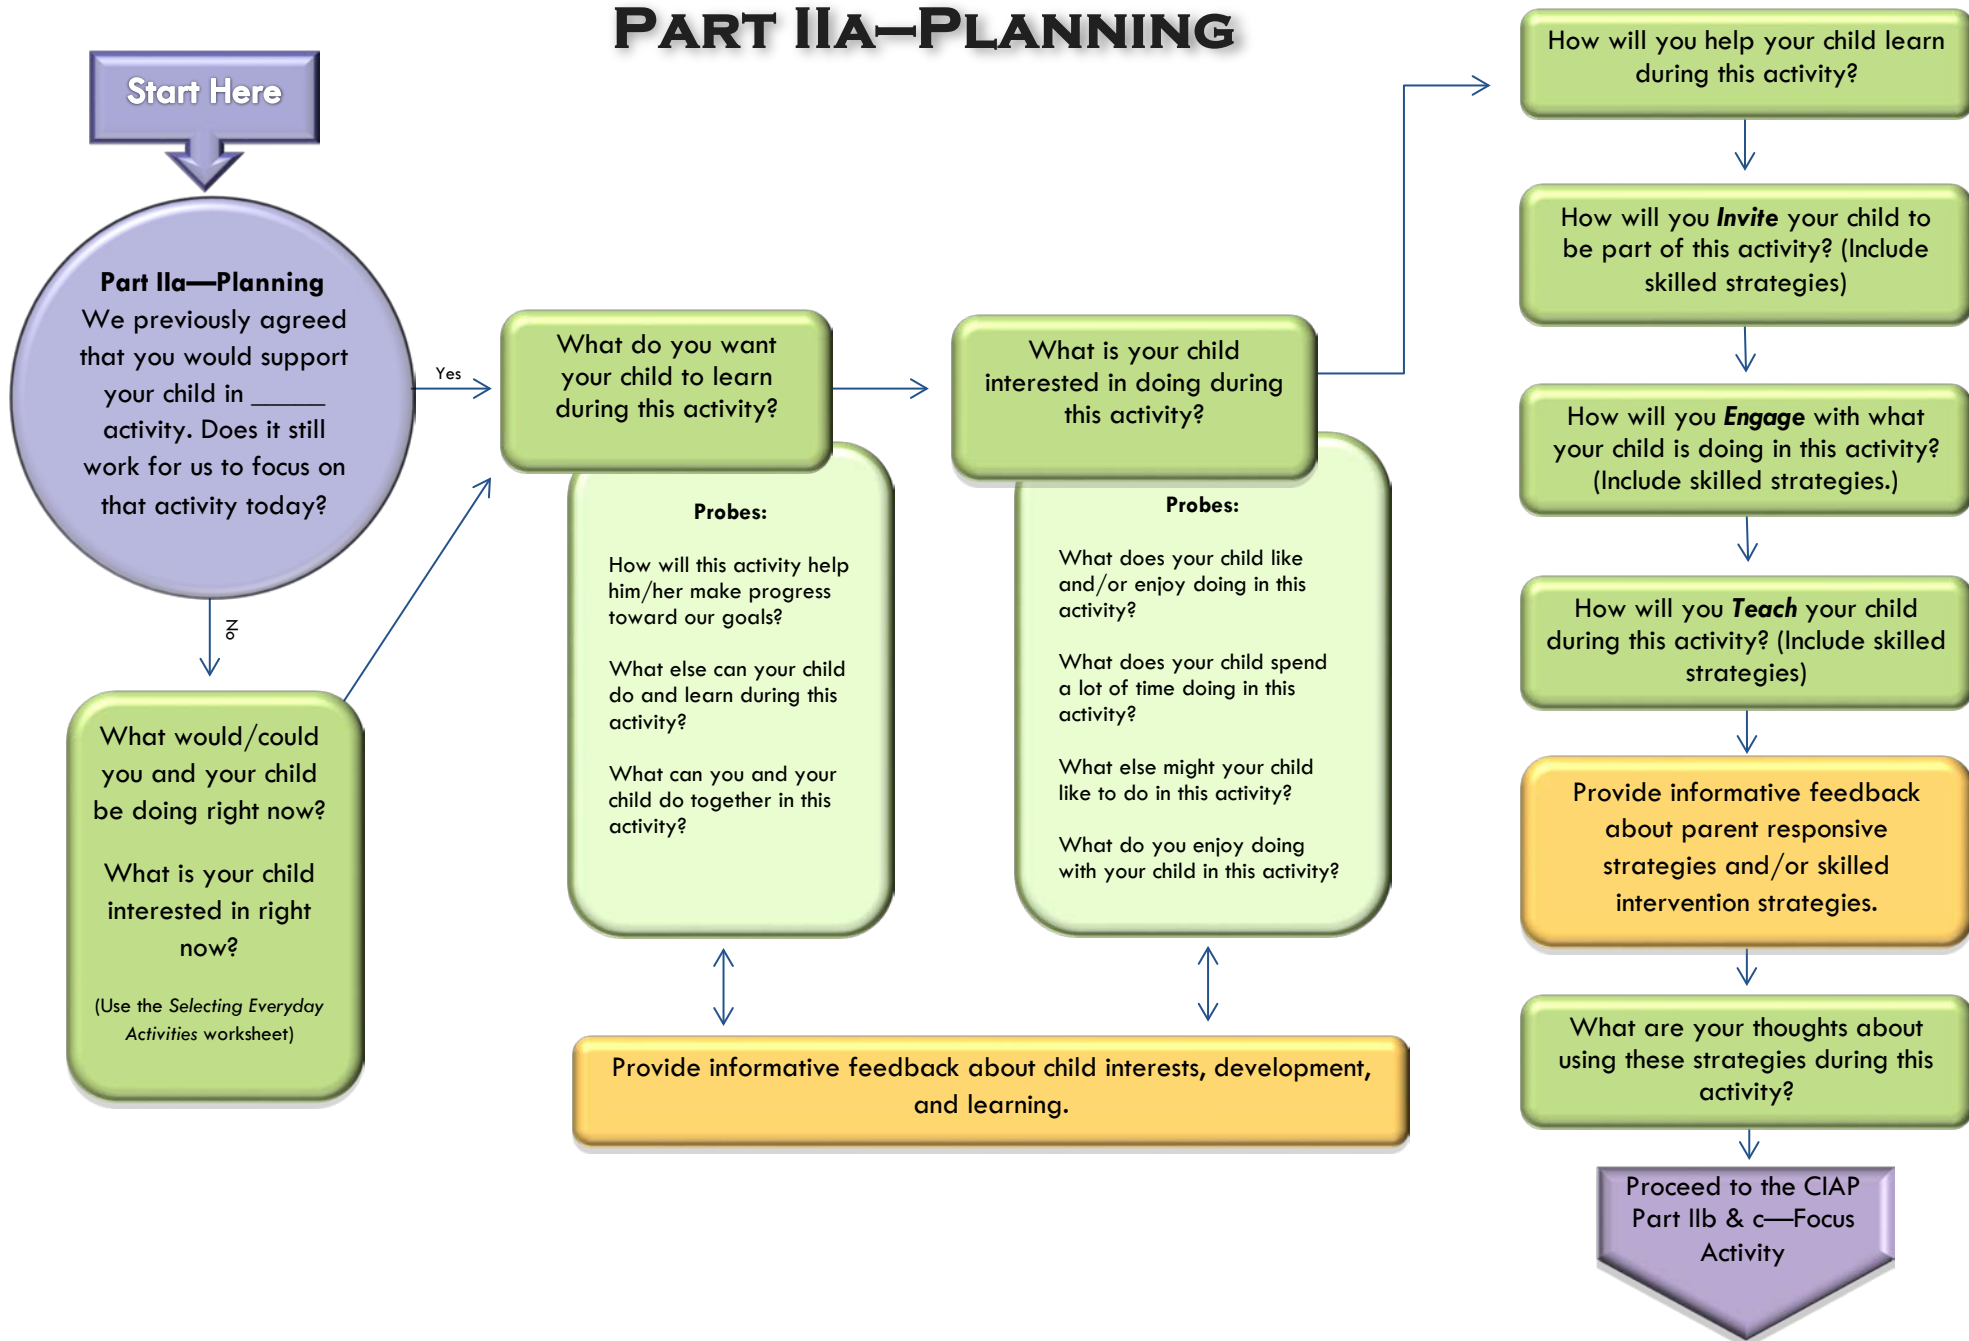 PART IIA—PLANNING
Start Here
Part IIa—Planning
We previously agreed
that you would support
your child in ______
activity. Does it still
work for us to focus on
that activity today?
Yes
No
What would/could
you and your child
be doing right now?
What is your child
interested in right
now?
(Use the Selecting Everyday
Activities worksheet)
What do you want
your child to learn
during this activity?
Probes:
How will this activity help
him/her make progress
toward our goals?
What else can your child
do and learn during this
activity?
What can you and your
child do together in this
activity?
What is your child
interested in doing during
this activity?
Probes:
What does your child like
and/or enjoy doing in this
activity?
What does your child spend
a lot of time doing in this
activity?
What else might your child
like to do in this activity?
What do you enjoy doing
with your child in this activity?
Provide informative feedback about child interests, development,
and learning.
How will you help your child learn
during this activity?
How will you Invite your child to
be part of this activity? (Include
skilled strategies)
How will you Engage with what
your child is doing in this activity?
(Include skilled strategies.)
How will you Teach your child
during this activity? (Include skilled
strategies)
Provide informative feedback
about parent responsive
strategies and/or skilled
intervention strategies.
What are your thoughts about
using these strategies during this
activity?
Proceed to the CIAP
Part IIb & c—Focus
Activity